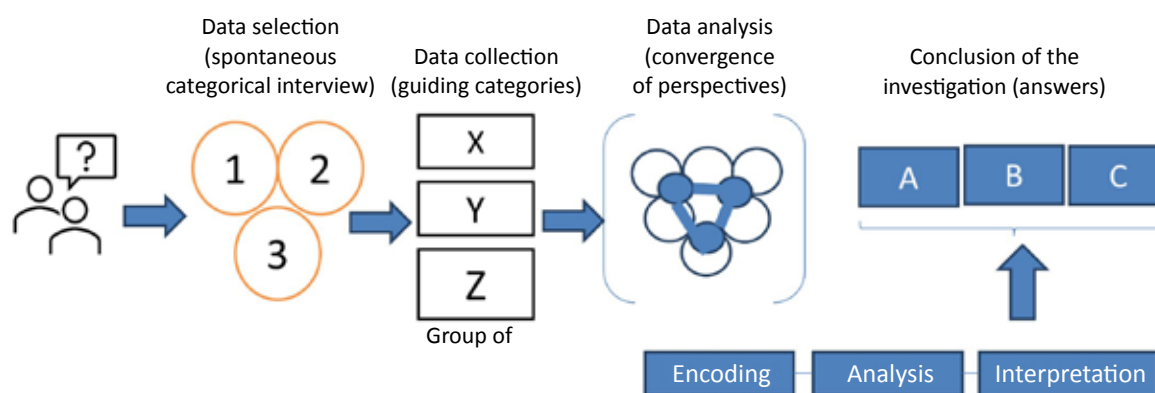 Data selection
(spontaneous
categorical interview)
Data collection
(guiding categories)
Data analysis
(convergence
of perspectives)
Conclusion of the
investigation (answers)
?
1
2
3
X
Y
Z
Group of
A
B
C
Encoding
Analysis
Interpretation